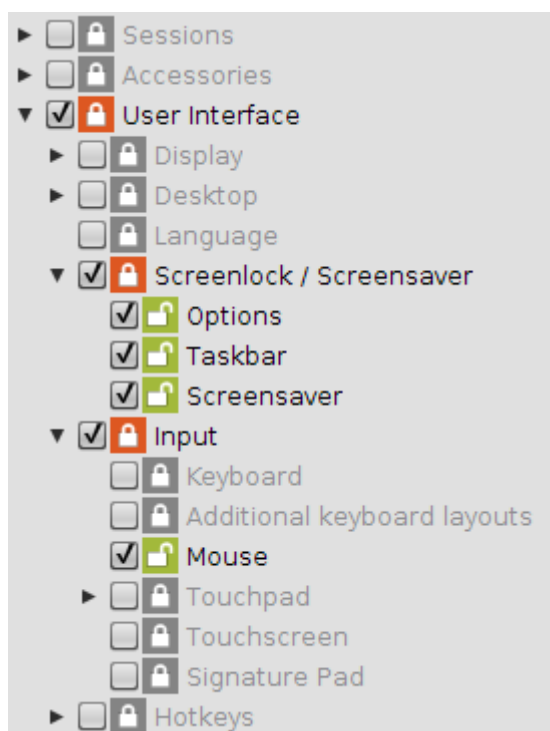 Sessions
Accessories
User Interface
Display
Desktop
Language
Screenlock / Screensaver
Options
Taskbar
Screensaver
Input
Keyboard
Additional keyboard layouts
Mouse
Touchpad
Touchscreen
Signature Pad
Hotkeys